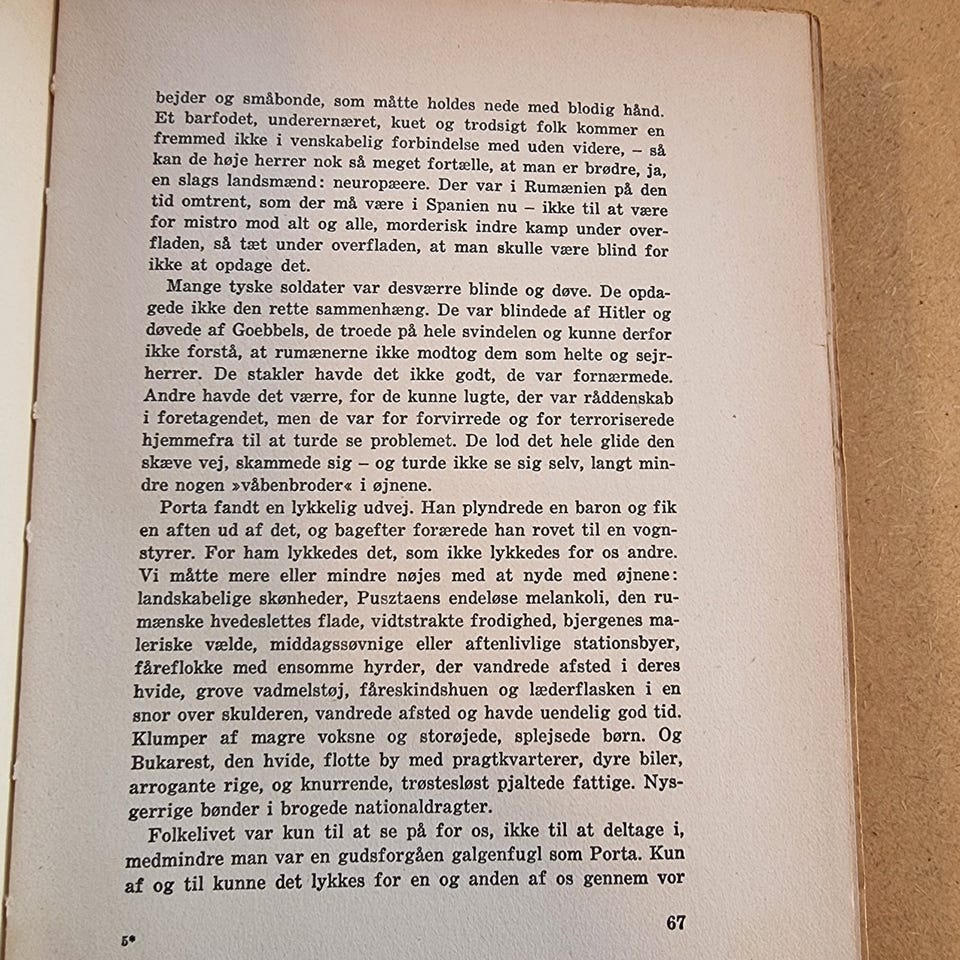 bejder og småbonde, som måtte holdes nede med blodig hånd.
Et barfodet, underernæret, kuet og trodsigt folk kommer en
fremmed ikke i venskabelig forbindelse med uden videre, – så
kan de høje herrer nok så meget fortælle, at man er brødre, ja,
en slags landsmænd: neuropæere. Der var i Rumænien på den
tid omtrent, som der må være i Spanien nu – ikke til at være
for mistro mod alt og alle, morderisk indre kamp under over-
fladen, så tæt under overfladen, at man skulle være blind for
ikke at opdage det.
Mange tyske soldater var desværre blinde og døve. De opda-
gede ikke den rette sammenhæng. De var blindede af Hitler og
døvede af Goebbels, de troede på hele svindelen og kunne derfor
ikke forstå, at rumænerne ikke modtog dem som helte og sejr-
herrer. De stakler havde det ikke godt, de var fornærmede.
Andre havde det værre, for de kunne lugte, der var råddenskab
i foretagendet, men de var for forvirrede og for terroriserede
hjemmefra til at turde se problemet. De lod det hele glide den
skæve vej, skammede sig – og turde ikke se sig selv, langt min-
dre nogen »våbenbroder« i øjnene.
Porta fandt en lykkelig udvej. Han plyndrede en baron og fik
en aften ud af det, og bagefter forærede han rovet til en vogn-
styrer. For ham lykkedes det, som ikke lykkedes for os andre.
Vi måtte mere eller mindre nøjes med at nyde med øjnene:
landskabelige skønheder, Pusztaens endeløse melankoli, den ru-
mænske hvedeslettes flade, vidtstrakte frodighed, bjergenes ma-
leriske vælde, middagssøvnige eller aftenlivlige stationsbyer,
fåreflokke med ensomme hyrder, der vandrede afsted i deres
hvide, grove vadmelstøj, fåreskindshuen og læderflasken i en
snor over skulderen, vandrede afsted og havde uendelig god tid.
Klumper af magre voksne og storøjede, splejsede børn. Og
Bukarest, den hvide, flotte by med pragtkvarterer, dyre biler,
arrogante rige, og knurrende, trøstesløst pjaltede fattige. Nys-
gerrige bønder i brogede nationaldragter.
Folkelivet var kun til at se på for os, ikke til at deltage i,
medmindre man var en gudsforgåen galgenfugl som Porta. Kun
af og til kunne det lykkes for en og anden af os gennem vor
67
5*